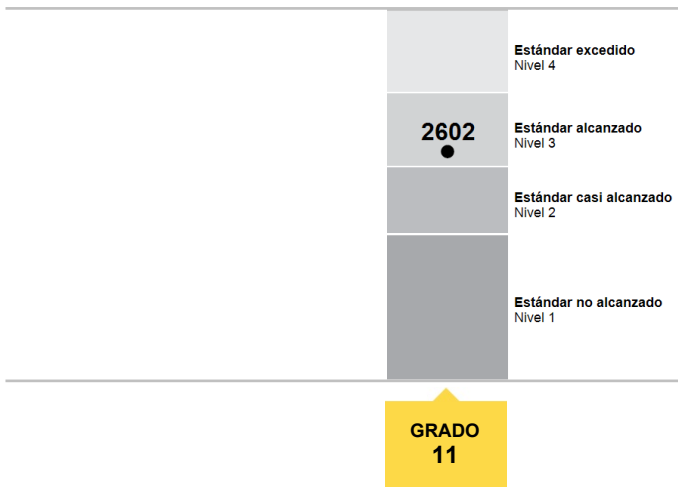 Estándar excedido
Nivel 4
2602
Estándar alcanzado
Nivel 3
Estándar casi alcanzado
Nivel 2
Estándar no alcanzado
Nivel 1
GRADO
11